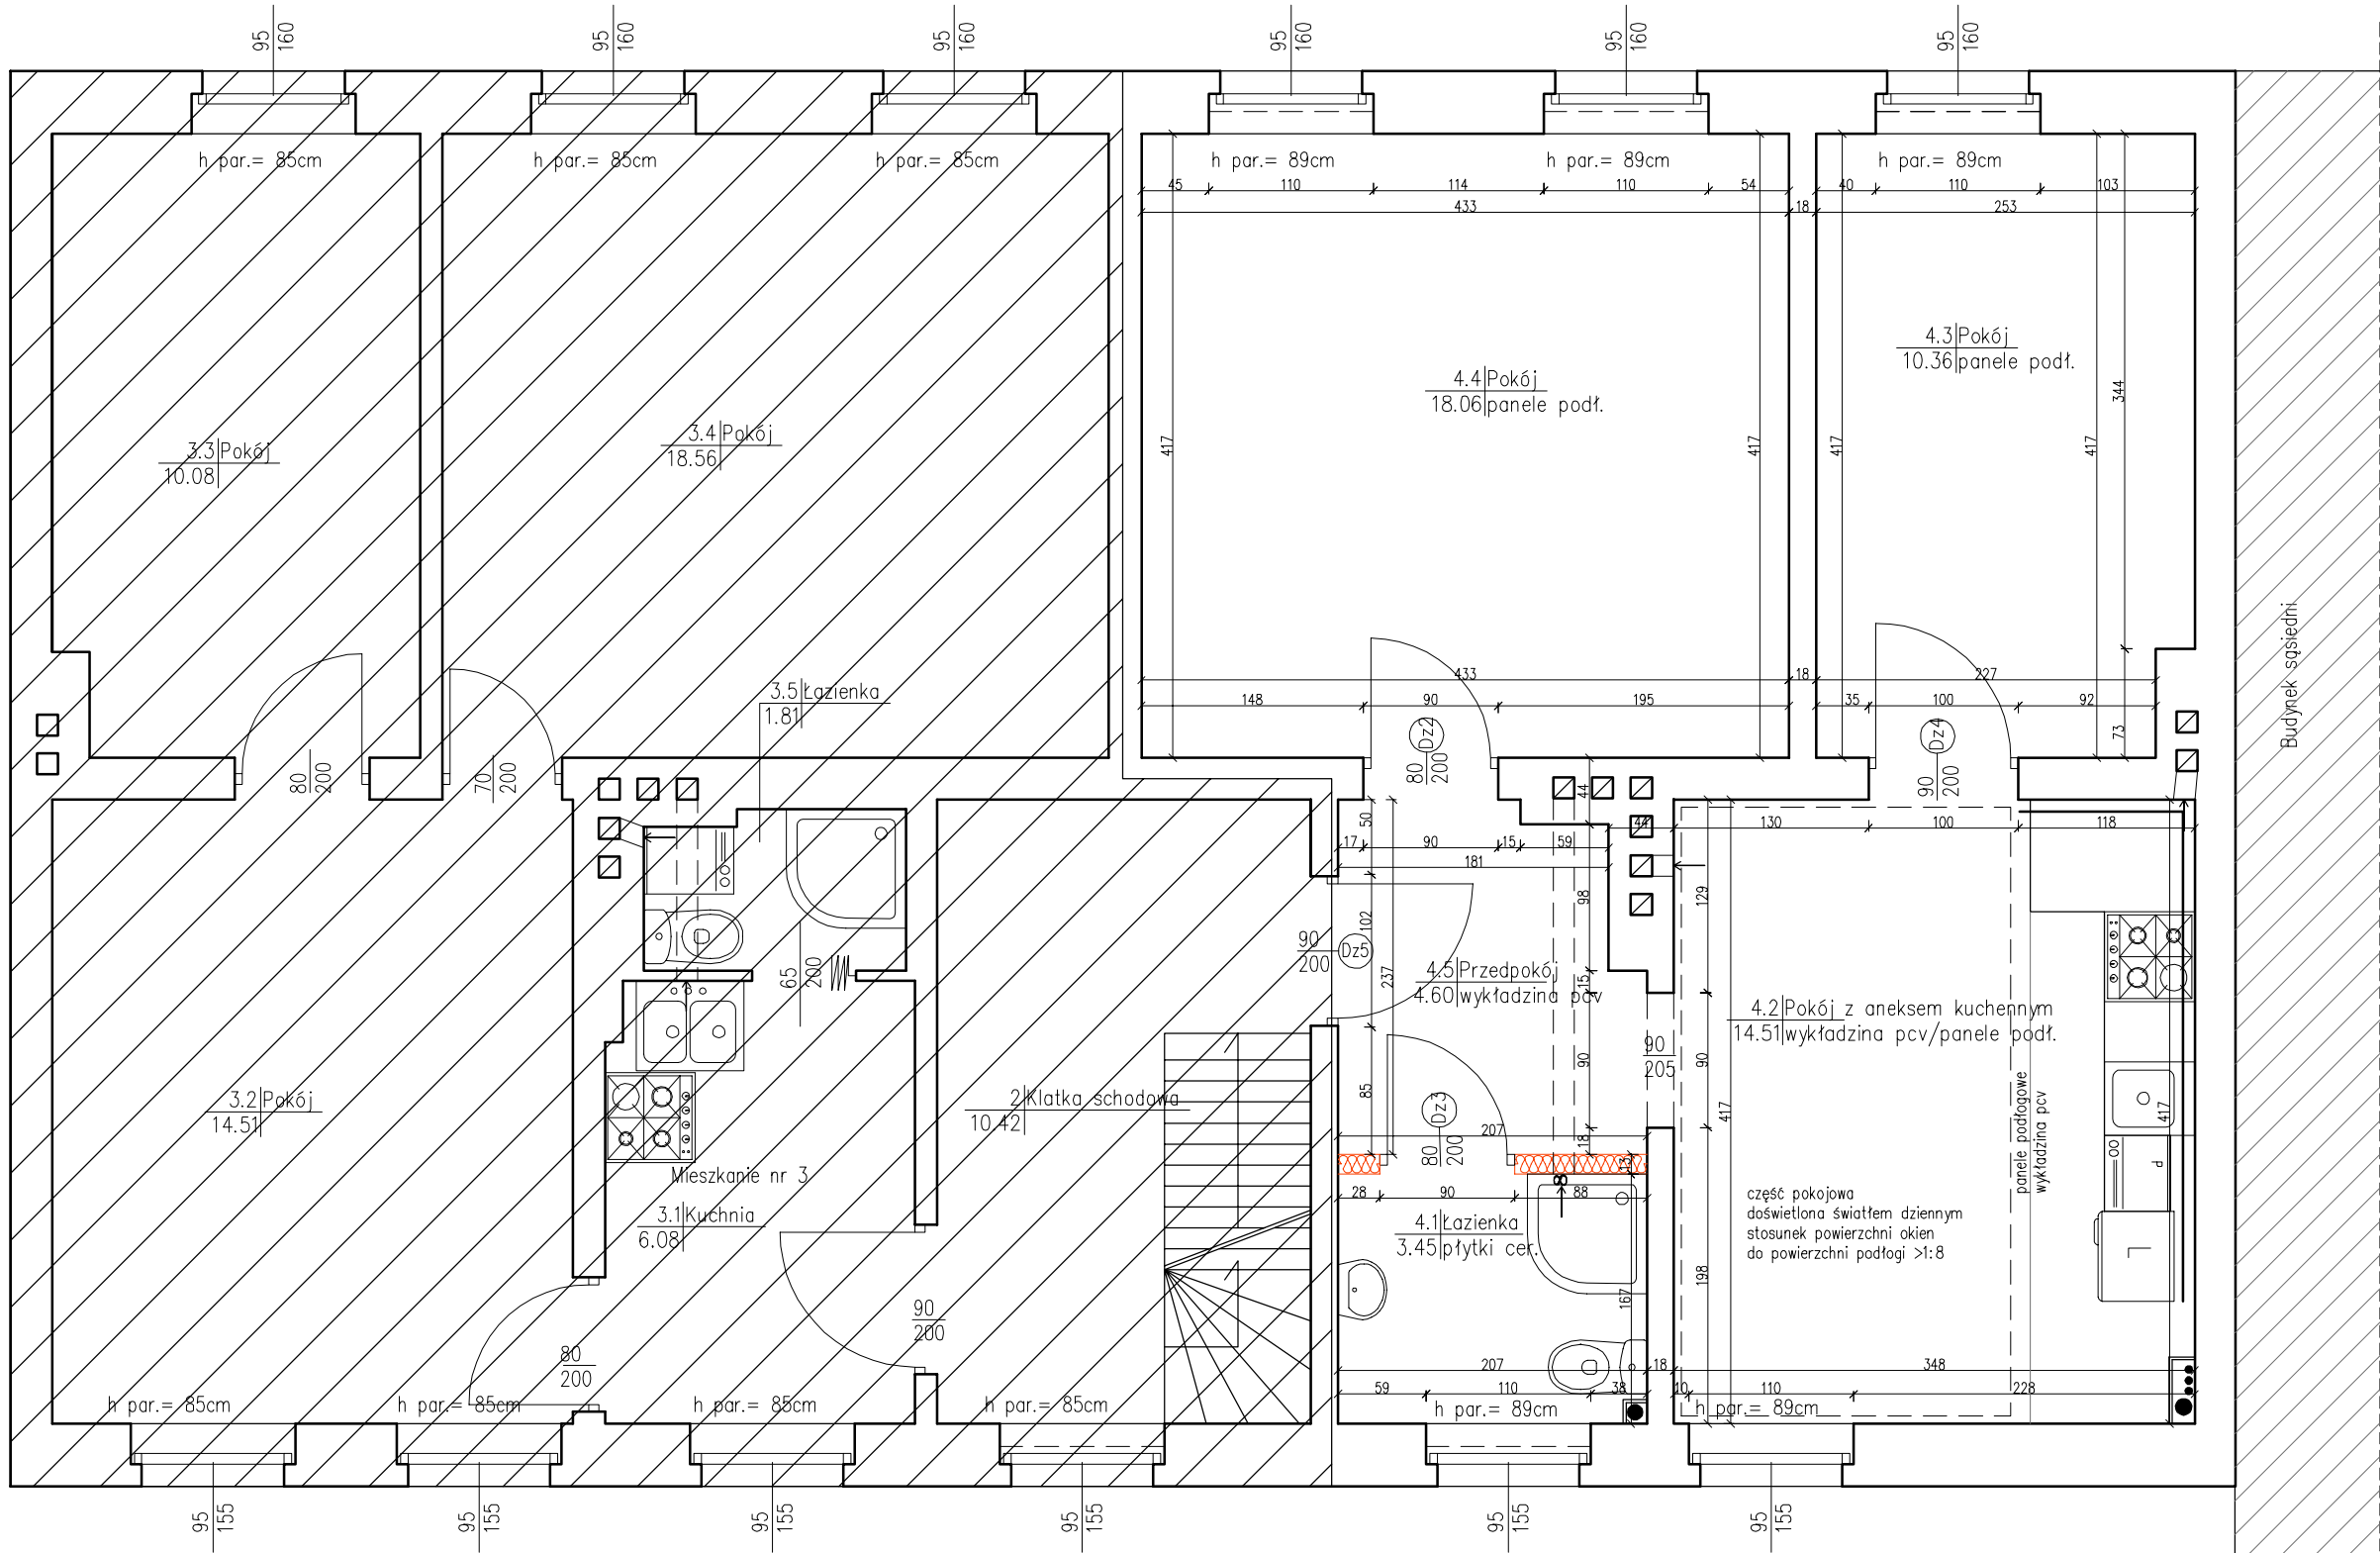 95
160
95
160
95
160
95
160
95
160
95
160
h par.= 85cm
h par.= 85cm
h par.= 85cm
h par.= 89cm
h par.= 89cm
h par.= 89cm
45
110
114
110
54
40
110
103
433
18
253
4.3 Pokój
10.36 panele podł.
4.4 Pokój
18.06 panele podł.
344
417
417
417
417
3.3 Pokój
10.08
3.4 Pokój
18.56
Budynek sąsiedni
433
18
227
148
90
195
35
100
92
73
3.5 Łazienka
1.81
Dz2
80
200
Dz4
90
200
80
200
70
200
44
50
44
130
100
118
17
90
15
59
181
129
98
102
90
200
Dz5
237
65
200
4.5 Przedpokój
4.60 wykładzina pcv
15
4.2 Pokój z aneksem kuchennym
14.51 wykładzina pcv/panele podł.
90
205
90
90
85
417
417
3.2 Pokój
14.51
2 Klatka schodowa
10.42
panele podłogowe
wykładzina pcv
Dz3
80
200
207
18
13
8
Mieszkanie nr 3
3.1 Kuchnia
6.08
28
90
88
4.1 Łazienka
3.45 płytki cer.
część pokojowa
doświetlona światłem dziennym
stosunek powierzchni okien
do powierzchni podłogi >1:8
P
L
198
167
90
200
80
200
207
18
348
59
110
38
10
110
228
h par.= 85cm
h par.= 85cm
h par.= 85cm
h par.= 85cm
h par.= 89cm
h par.= 89cm
95
155
95
155
95
155
95
155
95
155
95
155